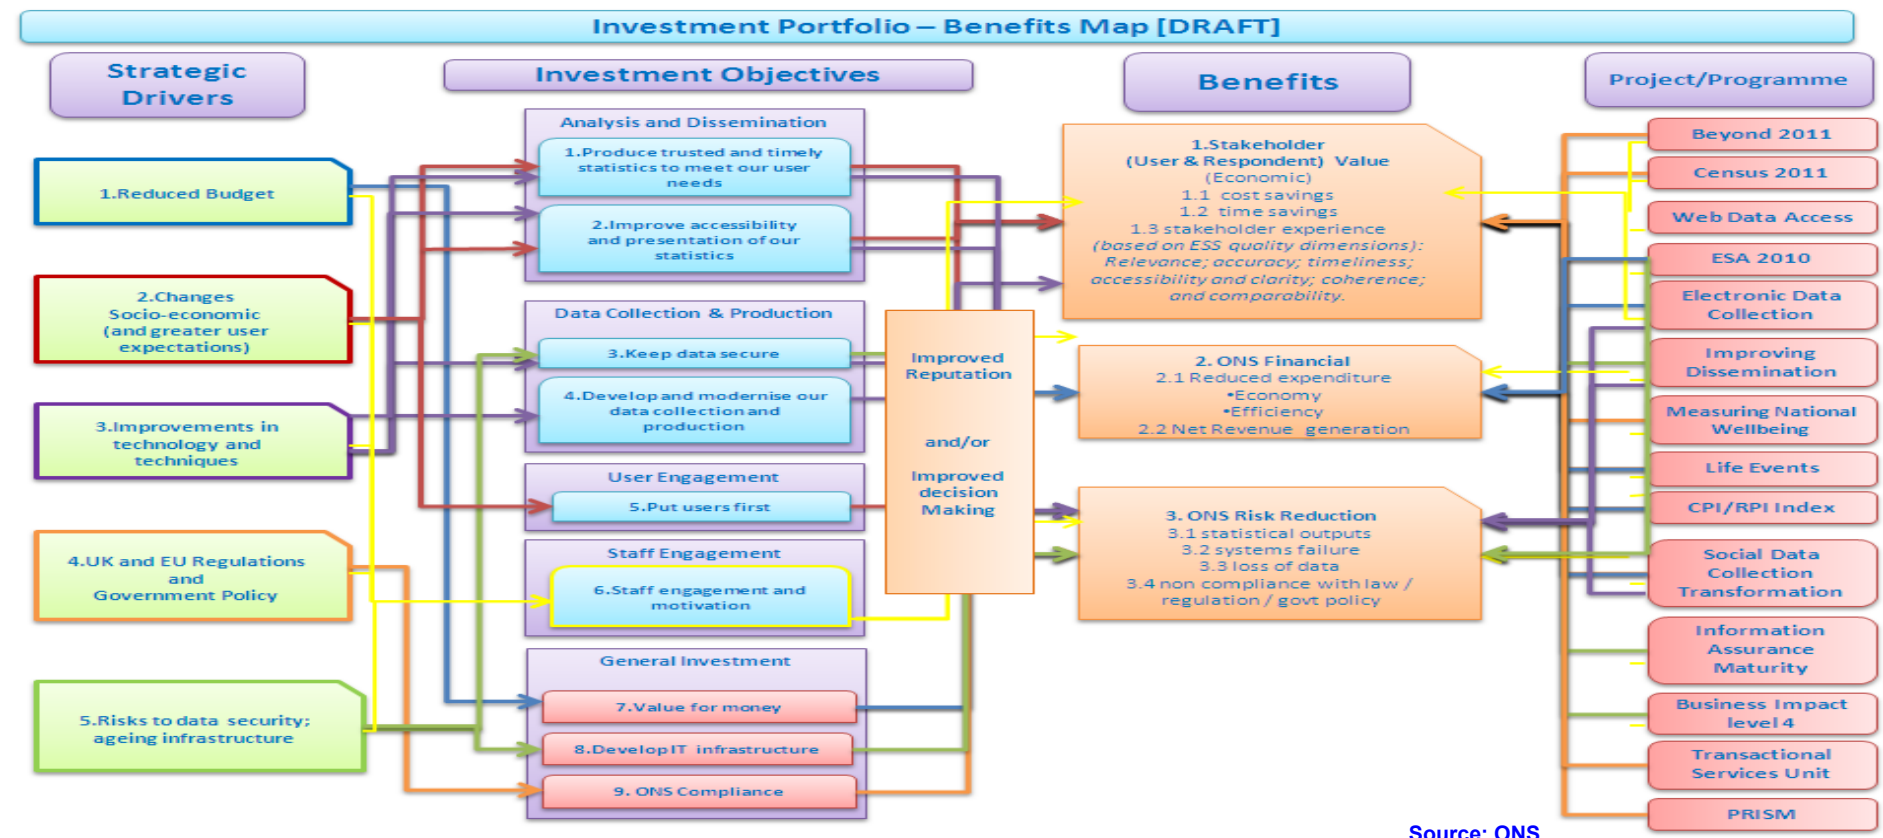 Investment Portfolio – Benefits Map [DRAFT]
Strategic
Drivers
1.Reduced Budget
2.Changes
Socio-economic
(and greater user
expectations)
3.Improvements in
technology and
techniques
4.UK and EU Regulations
and
Government Policy
5.Risks to data security;
ageing infrastructure
Investment Objectives
Analysis and Dissemination
1.Produce trusted and timely
statistics to meet our user
needs
2.Improve accessibility
and presentation of our
statistics
Data Collection & Production
3.Keep data secure
4.Develop and modernise our
data collection and
production
User Engagement
5.Put users first
Staff Engagement
6.Staff engagement and
motivation
General Investment
7.Value for money
8.Develop IT infrastructure
9. ONS Compliance
Improved
Reputation
and/or
Improved
decision
Making
Benefits
1.Stakeholder
(User & Respondent) Value
(Economic)
1.1 cost savings
1.2 time savings
1.3 stakeholder experience
(based on ESS quality dimensions):
Relevance; accuracy; timeliness;
accessibility and clarity; coherence;
and comparability.
2. ONS Financial
2.1 Reduced expenditure
•Economy
•Efficiency
2.2 Net Revenue generation
3. ONS Risk Reduction
3.1 statistical outputs
3.2 systems failure
3.3 loss of data
3.4 non compliance with law /
regulation / govt policy
Project/Programme
Beyond 2011
Census 2011
Web Data Access
ESA 2010
Electronic Data
Collection
Improving
Dissemination
Measuring National
Wellbeing
Life Events
CPI/RPI Index
Social Data
Collection
Transformation
Information
Assurance
Maturity
Business Impact
level 4
Transactional
Services Unit
PRISM
Source: ONS